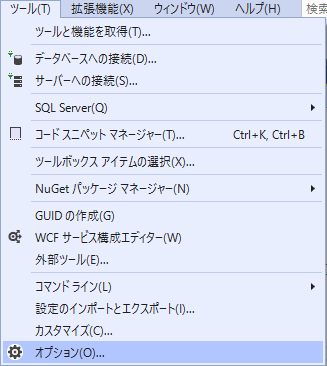 ツール(T) 拡張機能(X) ウィンドウ(W) ヘルプ(H) 検索
ツールと機能を取得(T)...
データベースへの接続(D)...
サーバーへの接続(S)...
SQL Server(Q)
コード スニペット マネージャー(T)... Ctrl+K, Ctrl+B
ツールボックス アイテムの選択(X)...
NuGet パッケージ マネージャー(N)
GUID の作成(G)
WCF サービス構成エディター(W)
外部ツール(E)...
コマンド ライン(L)
設定のインポートとエクスポート(I)...
カスタマイズ(C)...
オプション(O)...